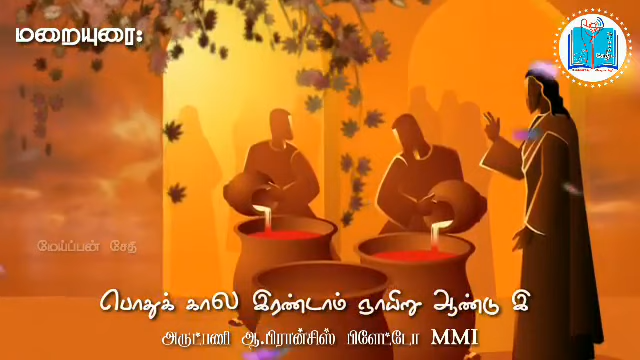 மறையுரை:
மேய்ப்பன் சேதி
பொதுக் கால இரண்டாம் ஞாயிறு ஆண்டு இ
அருட்பணி ஆ.பிரான்சிஸ் பிளேட்டோ MMI